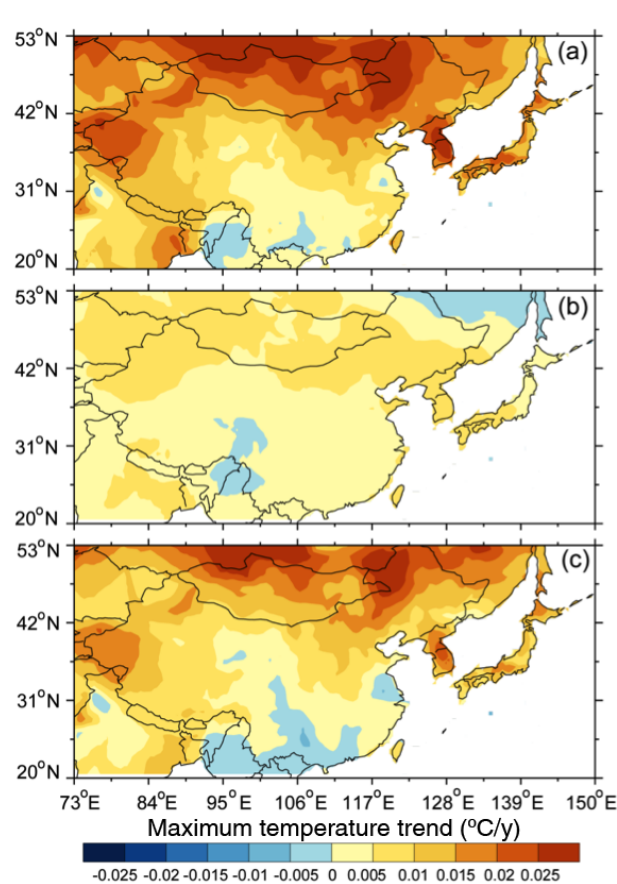 53°N
(a)
42°N
31°N
20°N
53°N
(b)
42°N
31°N
20°N
53°N
(c)
42°N
31°N
20°N
73°E 84°E 95°E 106°E 117°E 128°E 139°E 150°E
Maximum temperature trend (°C/y)
-0.025 -0.02 -0.015 -0.01 -0.005 0 0.005 0.01 0.015 0.02 0.025